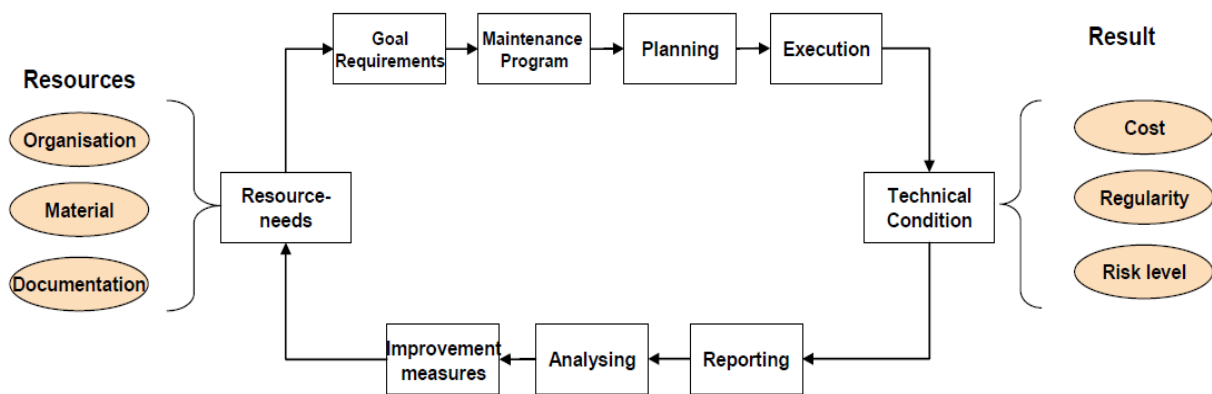 Resources
Organisation
Material
Documentation
Resource-
needs
Goal
Requirements
Maintenance
Program
Planning
Execution
Technical
Condition
Reporting
Analysing
Improvement
measures
Result
Cost
Regularity
Risk level